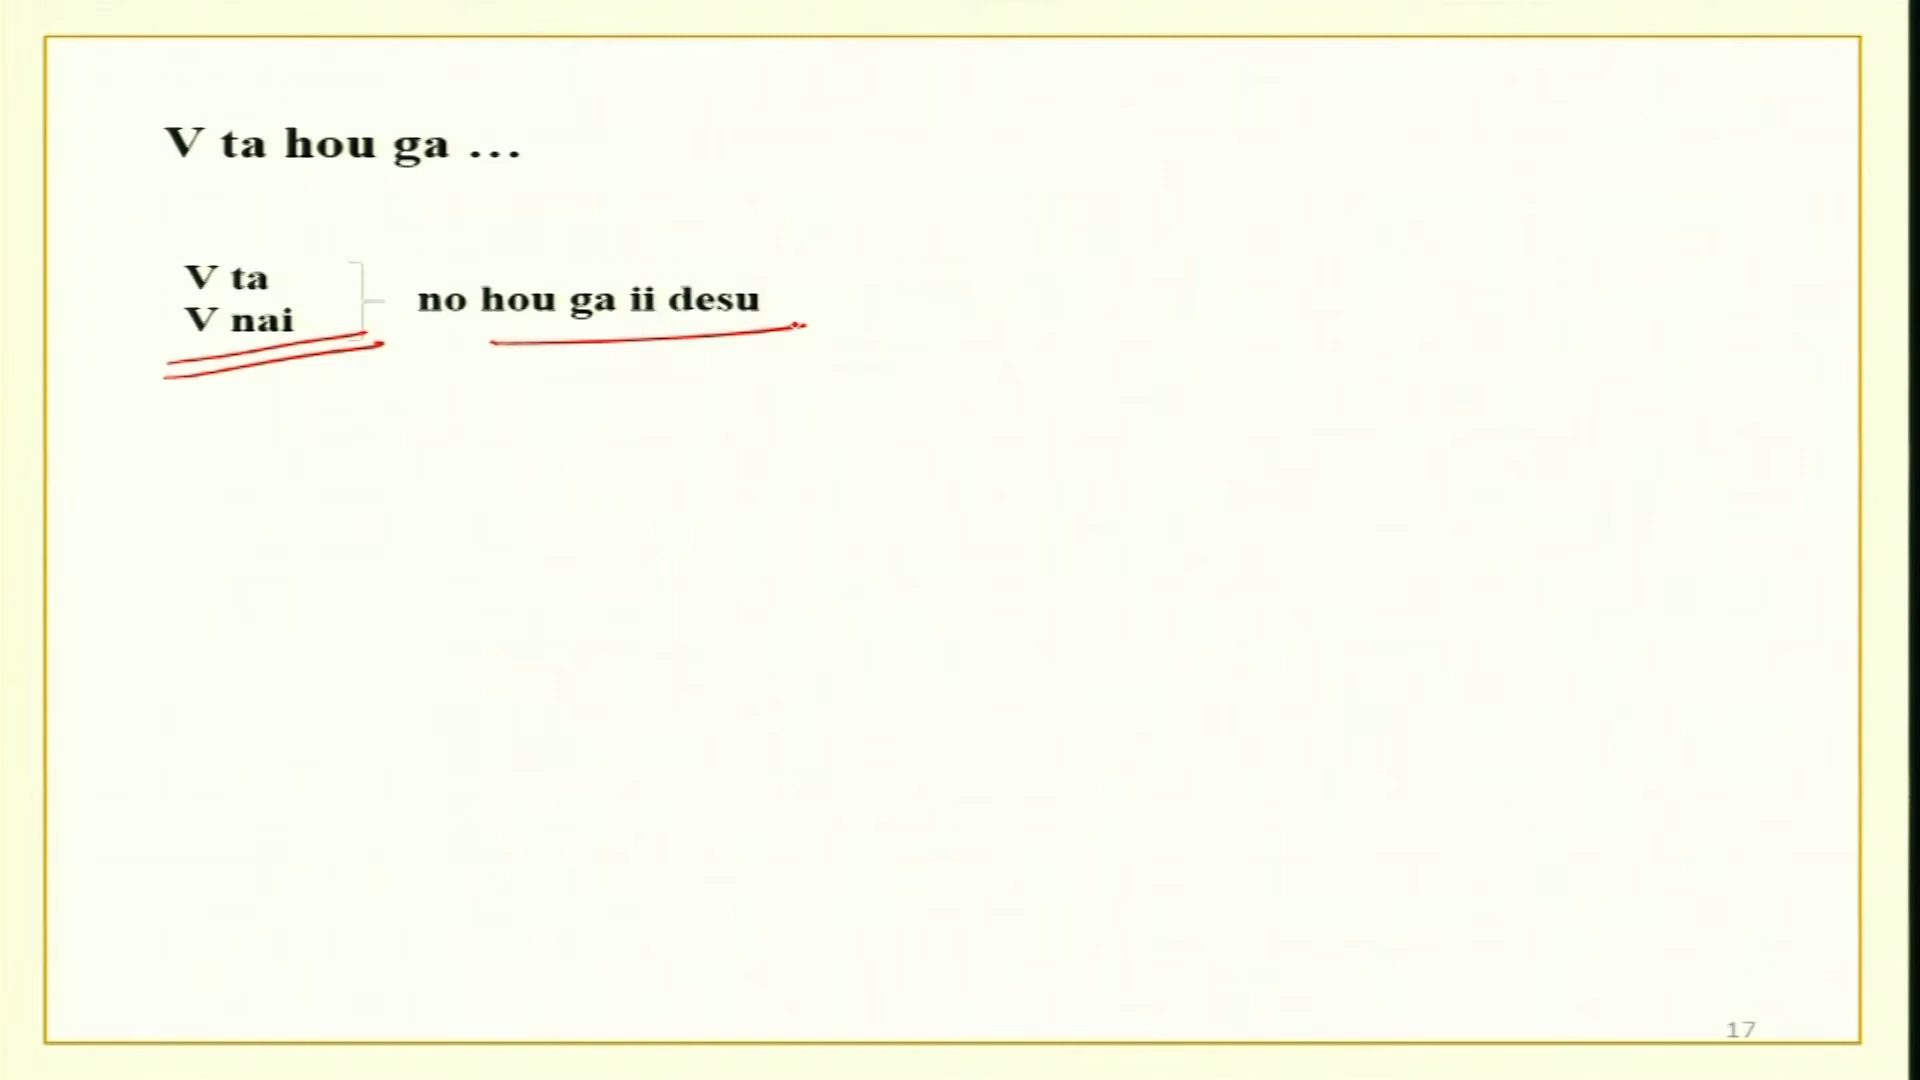 V ta hou ga …
V ta
V nai
no hou ga ii desu
17